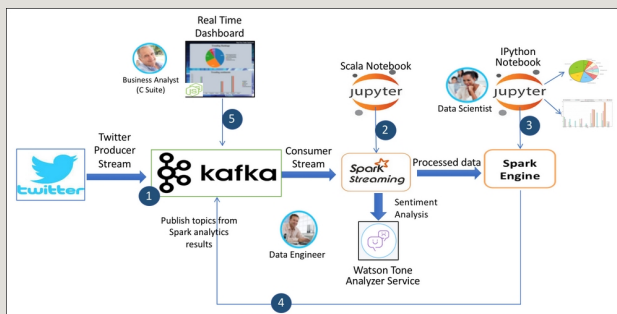 Real Time
Dashboard
Business Analyst
(C Suite)
5
Scala Notebook
jupyter
2
IPython
Notebook
jupyter
Data Scientist
3
Twitter
Producer
Stream
twitter
1
kafka
Consumer
Stream
Spark
Streaming
Processed data
Spark
Engine
Publish topics from
Spark analytics
results
Data Engineer
Sentiment
Analysis
Watson Tone
Analyzer Service
4